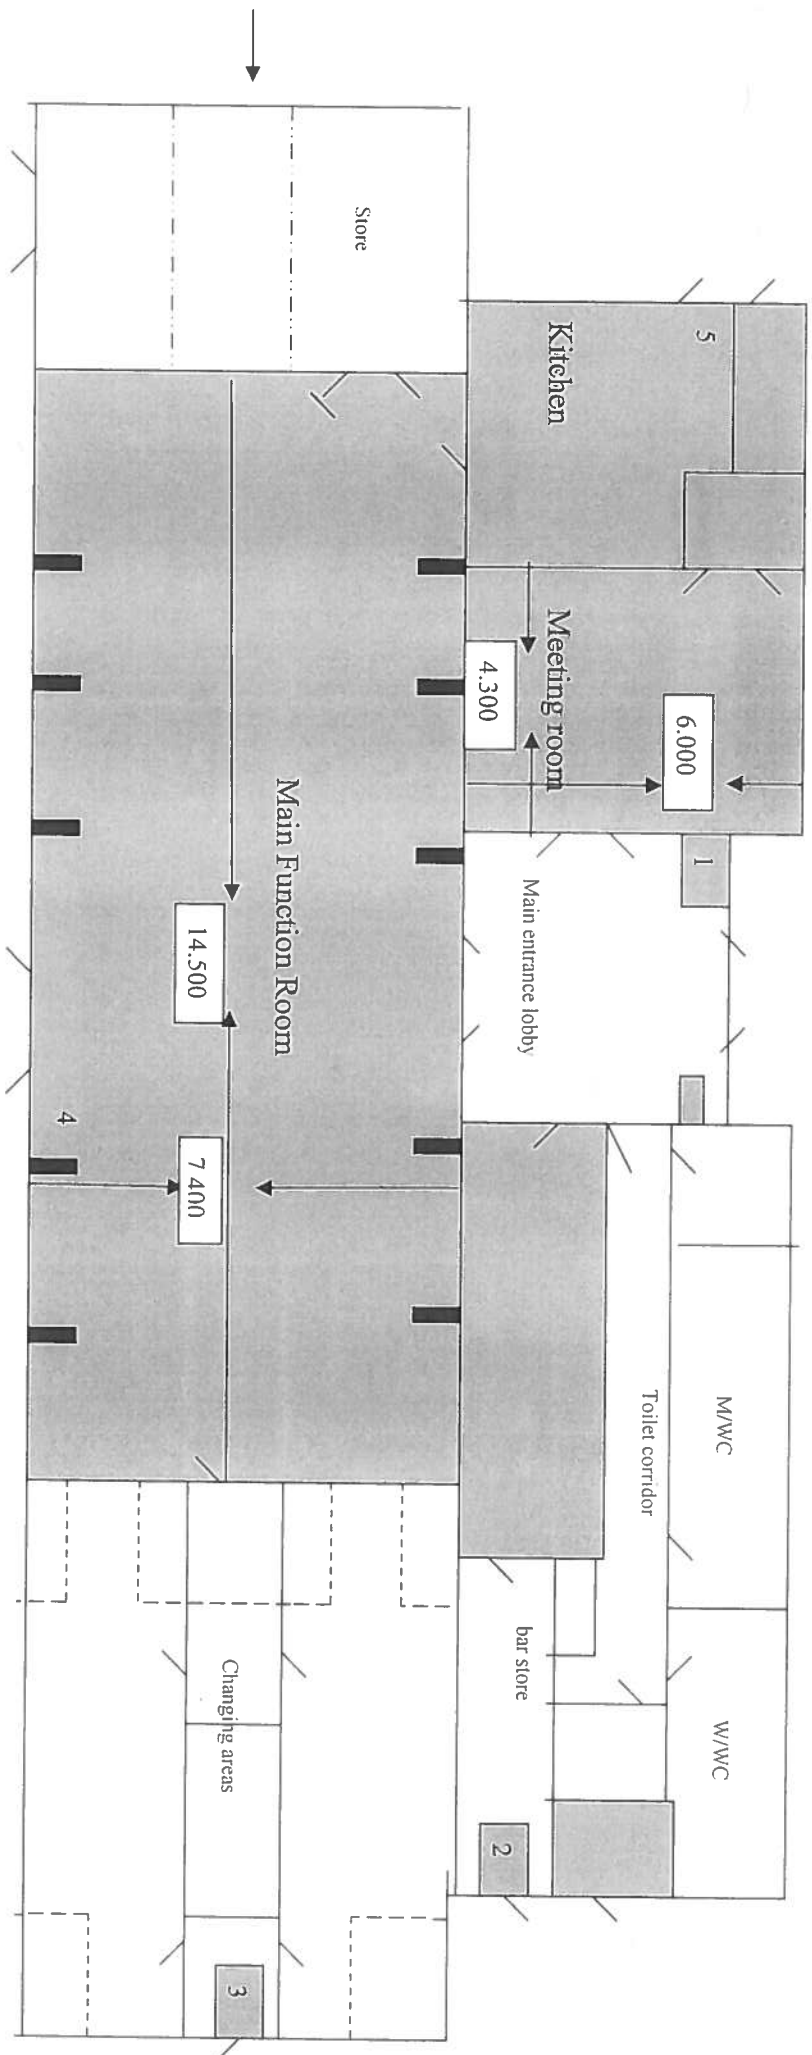 Store
5
Kitchen
Meeting room
4.300
6.000
1
Main entrance lobby
Main Function Room
14.500
4
7 400
Toilet corridor
M/WC
bar store
W/WC
2
Changing areas
3